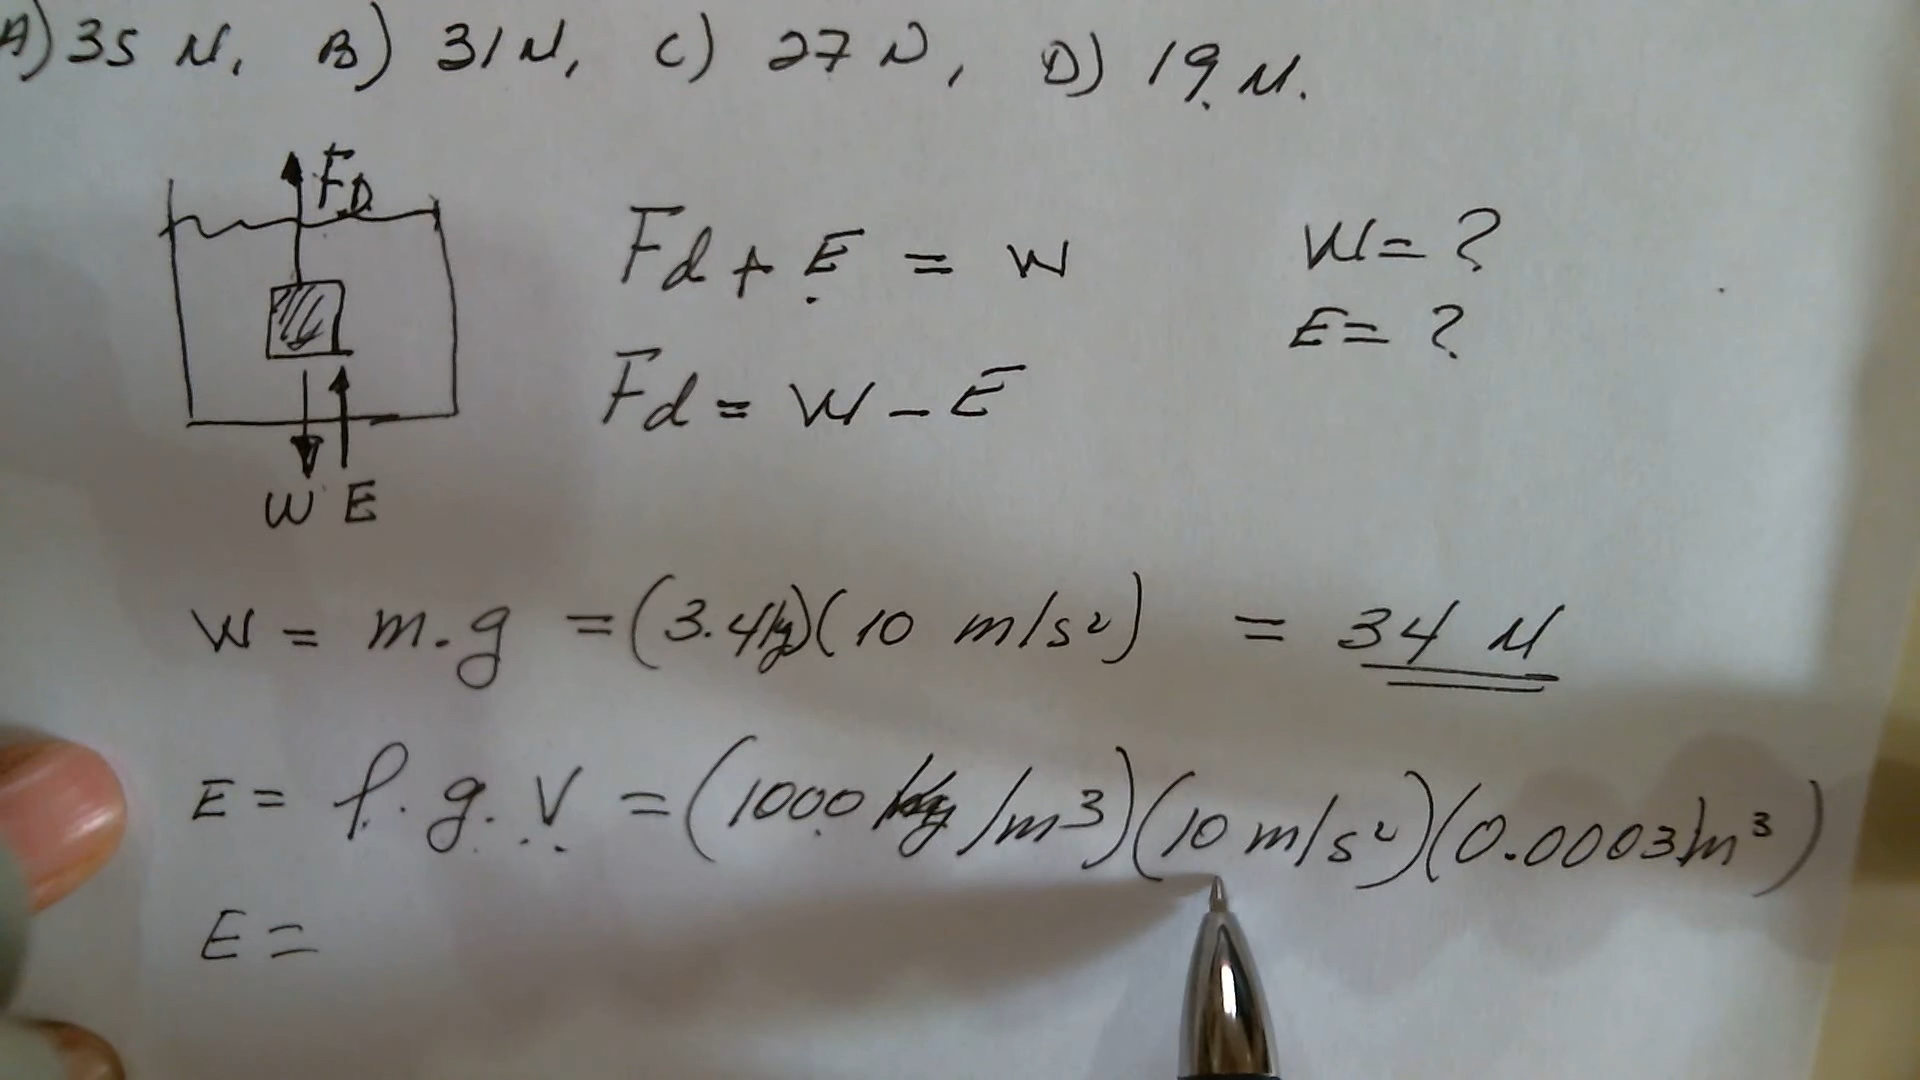 A) 35 N, B) 31 N, C) 27 N, D) 19 N.
FD
Fd + E = W
W = ?
E = ?
Fd = W - E
W E
W = m.g = (3.4kg)(10 m/s²) = 34 N
E = ρ.g.V = (1000 kg/m³)(10 m/s²)(0.0003m³)
E =